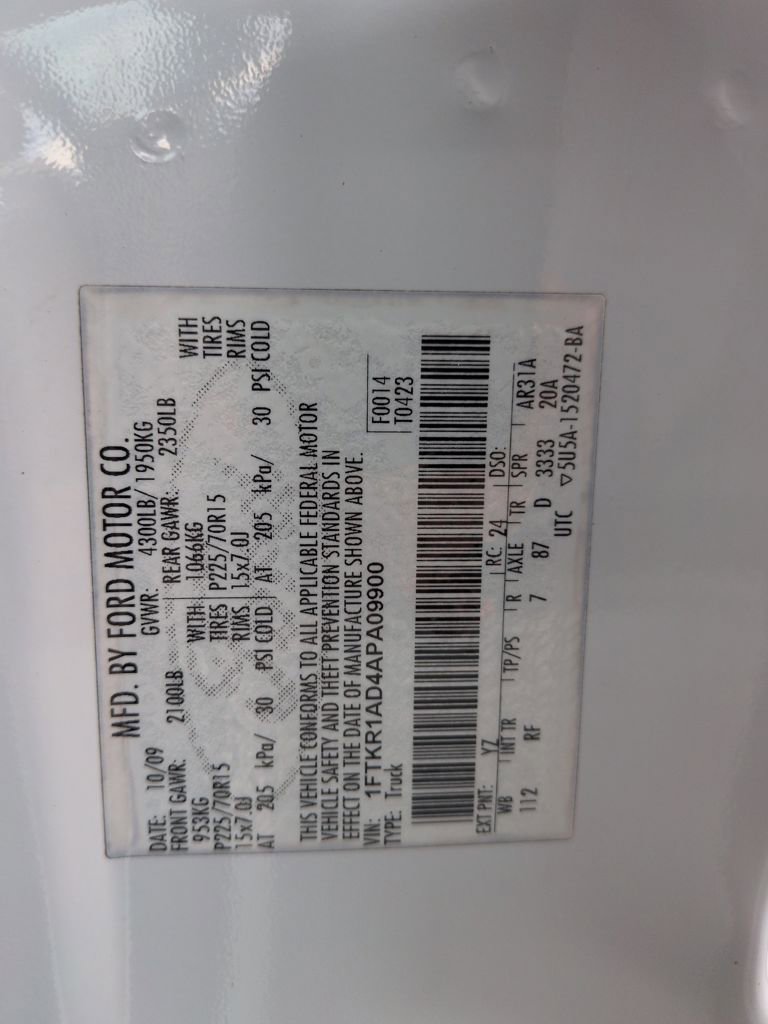 MFD. BY FORD MOTOR CO.
DATE: 10/09 GVWR: 4300LB/ 1950KG
FRONT GAWR: 2100LB REAR GAWR: 2350LB
953KG WITH 1066KG WITH
P225/70R15 TIRES P225/70R15 TIRES
15x7.0J RIMS 15x7.0J RIMS
AT 205 kPa/ 30 PSI COLD AT 205 kPa/ 30 PSI COLD
THIS VEHICLE CONFORMS TO ALL APPLICABLE FEDERAL MOTOR
VEHICLE SAFETY AND THEFT PREVENTION STANDARDS IN
EFFECT ON THE DATE OF MANUFACTURE SHOWN ABOVE.
VIN: 1FTKR1AD4APA09900 F0014
TYPE: Truck T0423
EXT PNT: YZ RC: 24 DSO:
WB INT TR TP/PS R AXLE TR SPR AR31A
112 RF 7 87 D 3333 20A
UTC ▽5U5A-1520472-BA